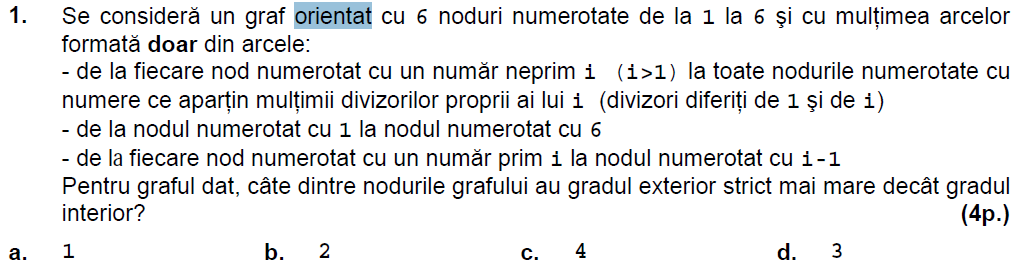 1. Se consideră un graf orientat cu 6 noduri numerotate de la 1 la 6 şi cu mulțimea arcelor
formată doar din arcele:
- de la fiecare nod numerotat cu un număr neprim i (i>1) la toate nodurile numerotate cu
numere ce aparțin mulțimii divizorilor proprii ai lui i (divizori diferiți de 1 şi de i)
- de la nodul numerotat cu 1 la nodul numerotat cu 6
- de la fiecare nod numerotat cu un număr prim i la nodul numerotat cu i-1
Pentru graful dat, câte dintre nodurile grafului au gradul exterior strict mai mare decât gradul
interior? (4p.)
a. 1 b. 2 c. 4 d. 3